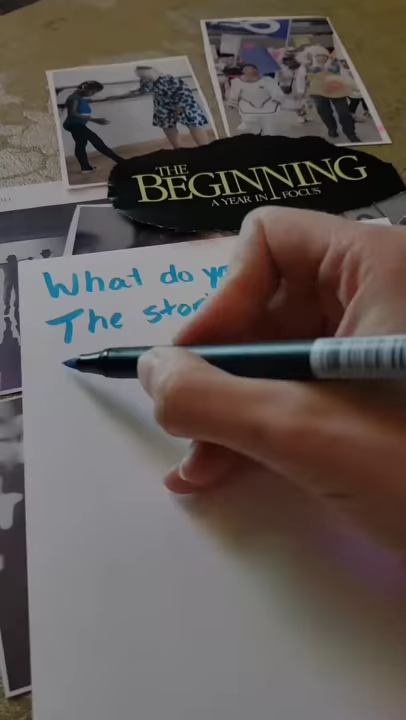 THE
BEGINNING
A YEAR IN FOCUS
What do
The